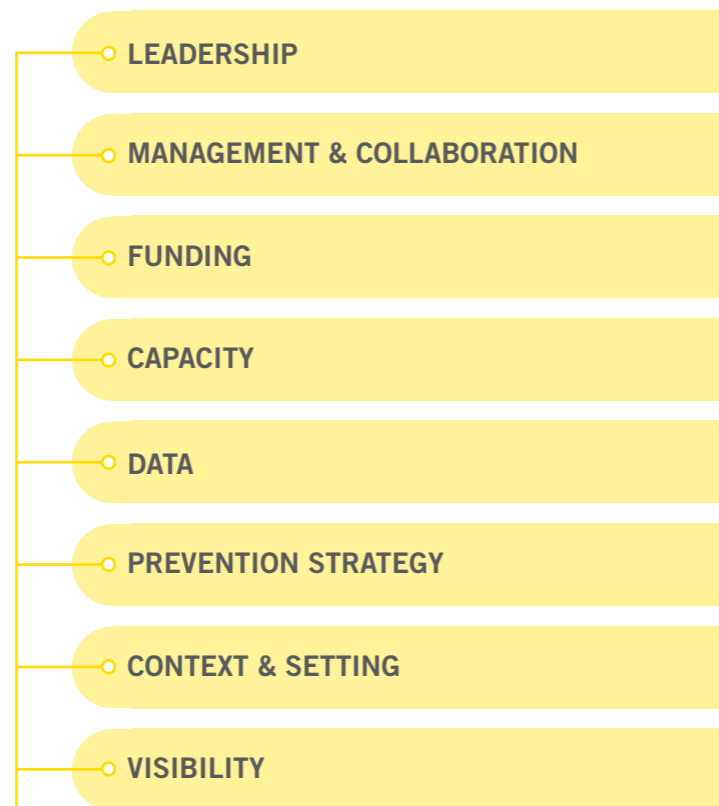 LEADERSHIP
MANAGEMENT & COLLABORATION
FUNDING
CAPACITY
DATA
PREVENTION STRATEGY
CONTEXT & SETTING
VISIBILITY